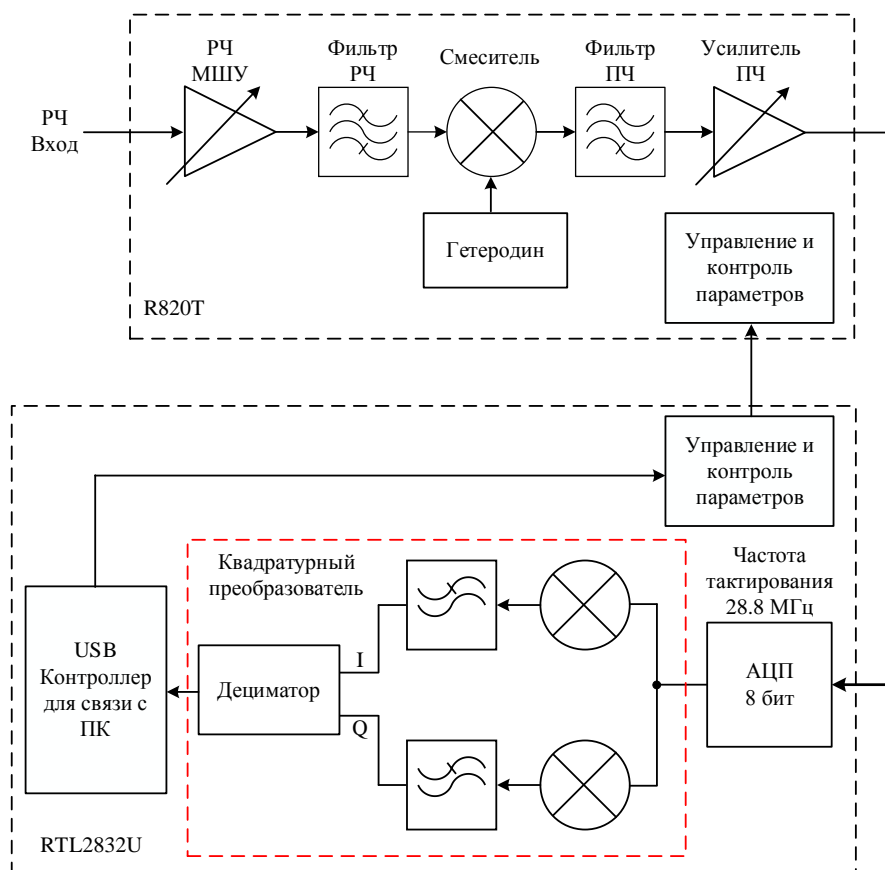 РЧ
МШУ
Фильтр
РЧ
Смеситель
Фильтр
ПЧ
Усилитель
ПЧ
РЧ
Вход
Гетеродин
Управление и
контроль
параметров
R820T
Управление и
контроль
параметров
Квадратурный
преобразователь
Частота
тактирования
28.8 МГц
USB
Контроллер
для связи с
ПК
Дециматор
I
Q
АЦП
8 бит
RTL2832U